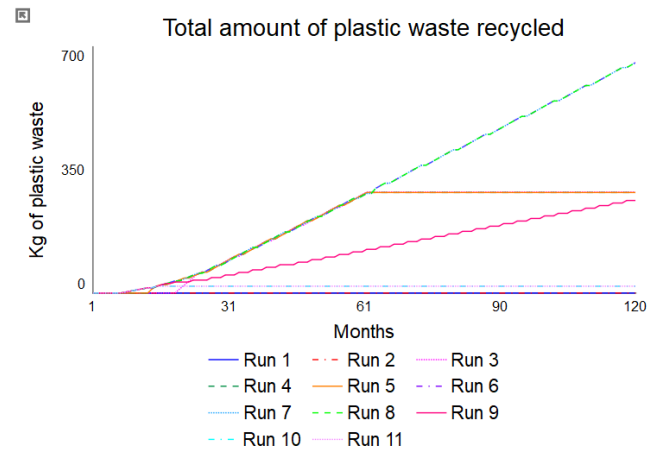 Total amount of plastic waste recycled
700
350
0
Kg of plastic waste
1 31 61 90 120
Months
Run 1 Run 2 Run 3
Run 4 Run 5 Run 6
Run 7 Run 8 Run 9
Run 10 Run 11